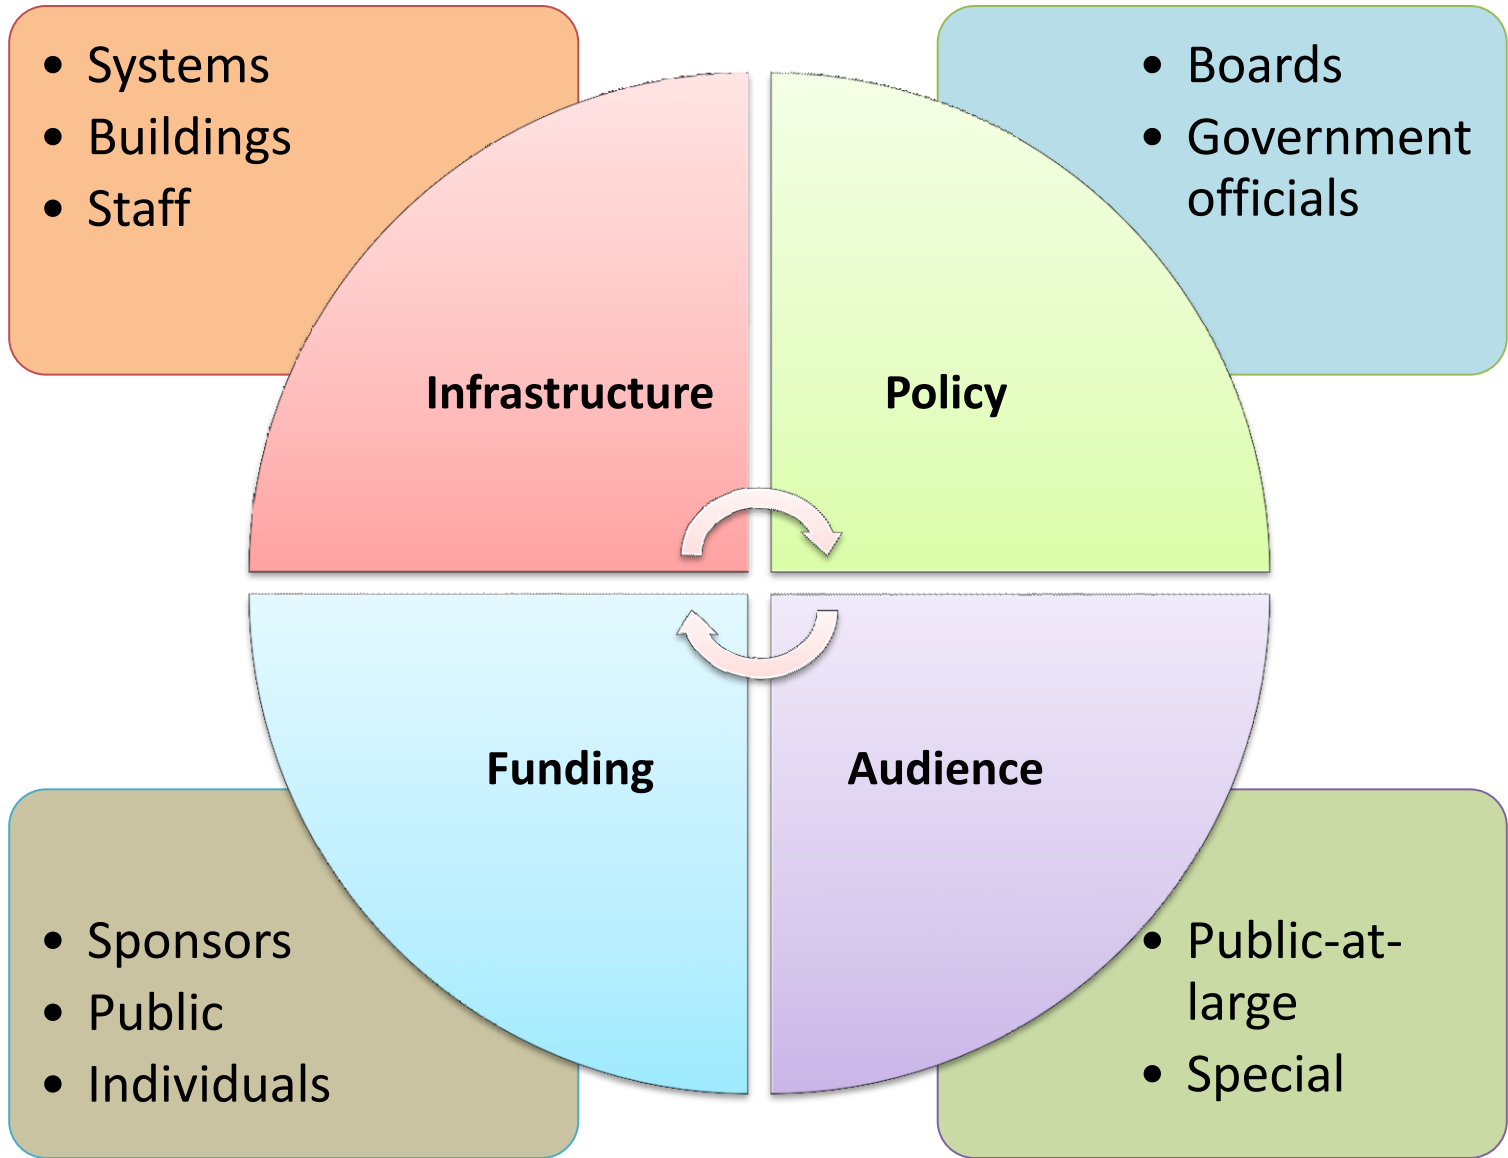 • Systems
• Buildings
• Staff
• Boards
• Government
officials
Infrastructure
Policy
Funding
Audience
• Sponsors
• Public
• Individuals
• Public-at-
large
• Special